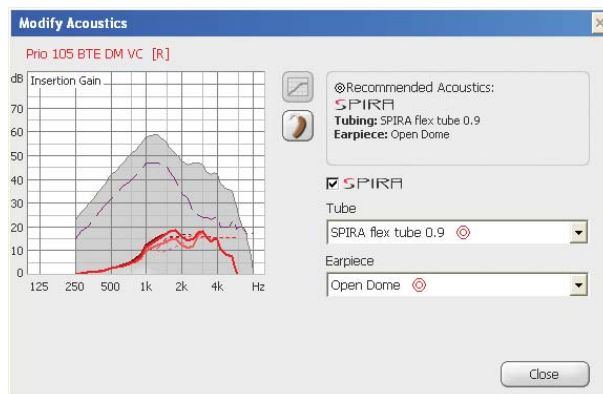 Modify Acoustics
Prio 105 BTE DM VC [R]
dB
Insertion Gain
70
60
50
40
30
20
10
0
125 250 500 1k 2k 4k Hz
Recommended Acoustics:
SPIRA
Tubing: SPIRA flex tube 0.9
Earpiece: Open Dome
SPIRA
Tube
SPIRA flex tube 0.9
Earpiece
Open Dome
Close